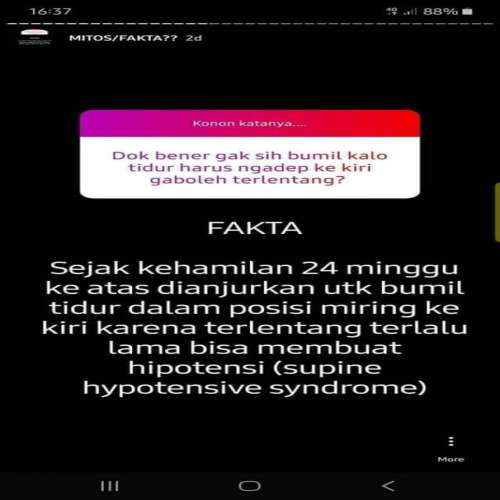 16:37
4G
88%
MITOS/FAKTA?? 2d
Konon katanya....
Dok bener gak sih bumil kalo
tidur harus ngadep ke kiri
gaboleh terlentang?
FAKTA
Sejak kehamilan 24 minggu
ke atas dianjurkan utk bumil
tidur dalam posisi miring ke
kiri karena terlentang terlalu
lama bisa membuat
hipotensi (supine
hypotensive syndrome)
More